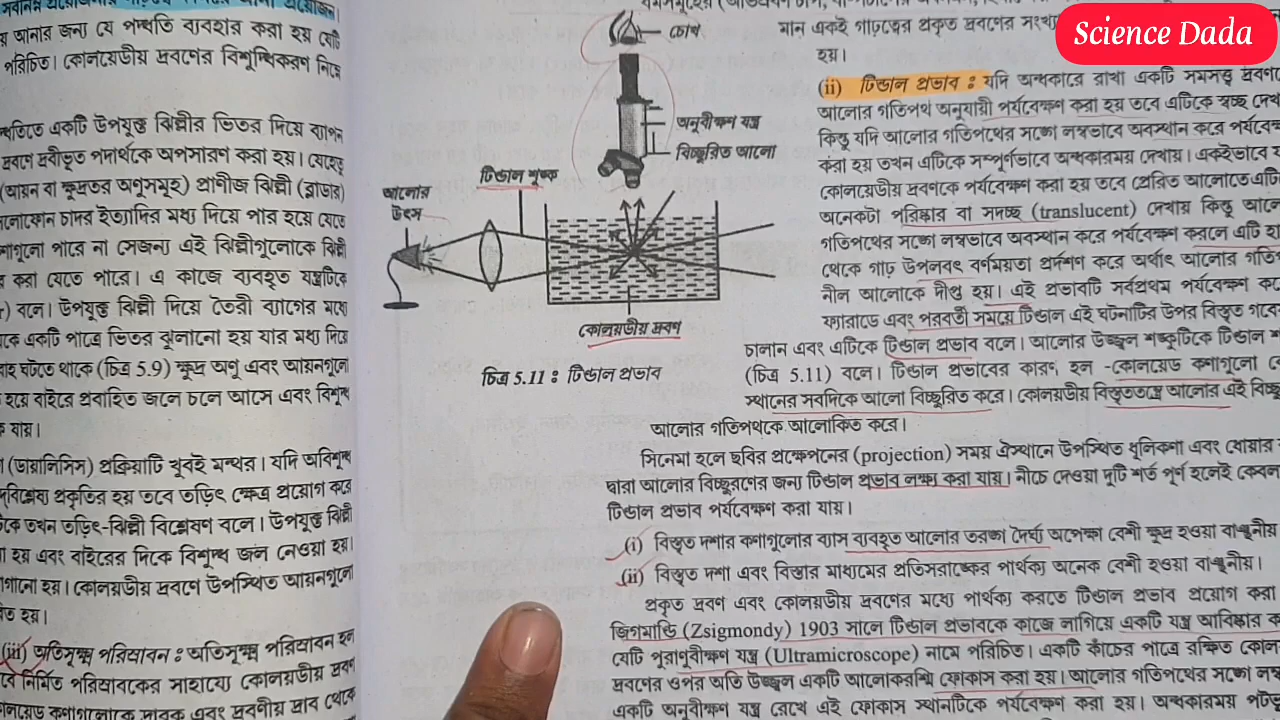 Science Dada
য় আনার জন্য যে পদ্ধতি ব্যবহার করা হয় সেটি
পরিচিত। কোলয়েডীয় দ্রবণের বিশুদ্ধিকরণ নিম্নে
একটি উপযুক্ত ঝিল্লীর ভিতর দিয়ে ব্যাপন
দ্রবণে দ্রবীভূত পদার্থকে অপসারণ করা হয়। যেহেতু
(আয়ন বা ক্ষুদ্রতর অণুসমূহ) প্রাণীজ ঝিল্লী (ব্লাডার)
চাদর ইত্যাদির মধ্য দিয়ে পার হয়ে যেতে
পারে না সেজন্য এই ঝিল্লীগুলোকে ঝিল্লী
করা যেতে পারে। এ কাজে ব্যবহৃত যন্ত্রটিকে
বলে। উপযুক্ত ঝিল্লী দিয়ে তৈরী ব্যাগের মধ্যে
একটি পাত্রে ভিতর ঝুলানো হয় যার মধ্য দিয়ে
ঘটতে থাকে (চিত্র 5.9) ক্ষুদ্র অণু এবং আয়নগুলো
হয়ে বাইরে প্রবাহিত জলে চলে আসে এবং বিশুদ্ধ
যায়।
(ডায়ালিসিস) প্রক্রিয়াটি খুবই মন্থর। যদি অবিশুদ্ধ
প্রকৃতির হয় তবে তড়িৎ ক্ষেত্র প্রয়োগ করে
তখন তড়িৎ-ঝিল্লী বিশ্লেষণ বলে। উপযুক্ত ঝিল্লী
হয় এবং বাইরের দিকে বিশুদ্ধ জল নেওয়া হয়।
লাগানো হয়। কোলয়ডীয় দ্রবণে উপস্থিত আয়নগুলো
হয়।
(iii) অতিসূক্ষ্ম পরিস্রাবন : অতিসূক্ষ্ম পরিস্রাবন হল
নির্মিত পরিস্রাবকের সাহায্যে কোলয়ডীয় দ্রবণ
চোখ
অনুবীক্ষণ যন্ত্র
বিচ্ছুরিত আলো
টিন্ডাল শঙ্কু
আলোর
উৎস
কোলয়ডীয় দ্রবণ
চিত্র 5.11 : টিন্ডাল প্রভাব
মান একই গাঢ়ত্বের প্রকৃত দ্রবণের
হয়।
(ii) টিন্ডাল প্রভাব : যদি অন্ধকারে রাখা একটি সমসত্ত্ব
আলোর গতিপথ অনুযায়ী পর্যবেক্ষণ করা হয় তবে এটিকে স্বচ্ছ
কিন্তু যদি আলোর গতিপথের সঙ্গে লম্বভাবে অবস্থান করে
করা হয় তখন এটিকে সম্পূর্ণভাবে অন্ধকারময় দেখায়। একইভাবে
কোলয়েডীয় দ্রবণকে পর্যবেক্ষণ করা হয় তবে প্রেরিত আলোতে
অনেকটা পরিষ্কার বা সদচ্ছ (translucent) দেখায় কিন্তু
গতিপথের সঙ্গে লম্বভাবে অবস্থান করে পর্যবেক্ষণ করলে এটি
থেকে গাঢ় উপলবৎ বর্ণময়তা প্রর্দশণ করে অর্থাৎ আলোর
নীল আলোকে দীপ্ত হয়। এই প্রভাবটি সর্বপ্রথম পর্যবেক্ষণ
ফ্যারাডে এবং পরবর্তী সময়ে টিন্ডাল এই ঘটনাটির উপর বিস্তৃত
চালান এবং এটিকে টিন্ডাল প্রভাব বলে। আলোর উজ্জ্বল শঙ্কুটিকে টিন্ডাল
(চিত্র 5.11) বলে। টিন্ডাল প্রভাবের কারণ হল -কোলয়েড কণাগুলো
স্থানের সবদিকে আলো বিচ্ছুরিত করে। কোলয়ডীয় বিস্তৃততন্ত্রে আলোর এই
আলোর গতিপথকে আলোকিত করে।
সিনেমা হলে ছবির প্রক্ষেপনের (projection) সময় ঐস্থানে উপস্থিত ধূলিকণা এবং ধোয়ার
দ্বারা আলোর বিচ্ছুরণের জন্য টিন্ডাল প্রভাব লক্ষ্য করা যায়। নীচে দেওয়া দুটি শর্ত পূর্ণ হলেই
টিন্ডাল প্রভাব পর্যবেক্ষণ করা যায়।
(i) বিস্তৃত দশার কণাগুলোর ব্যাস ব্যবহৃত আলোর তরঙ্গ দৈর্ঘ্য অপেক্ষা বেশী ক্ষুদ্র হওয়া বাঞ্ছনীয়
(ii) বিস্তৃত দশা এবং বিস্তার মাধ্যমের প্রতিসরাঙ্কের পার্থক্য অনেক বেশী হওয়া বাঞ্ছনীয়।
প্রকৃত দ্রবণ এবং কোলয়ডীয় দ্রবণের মধ্যে পার্থক্য করতে টিন্ডাল প্রভাব প্রয়োগ করা
জিগমান্ডি (Zsigmondy) 1903 সালে টিন্ডাল প্রভাবকে কাজে লাগিয়ে একটি যন্ত্র আবিষ্কার
যেটি পূরাণুবীক্ষণ যন্ত্র (Ultramicroscope) নামে পরিচিত। একটি কাঁচের পাত্রে রক্ষিত
দ্রবণের ওপর অতি উজ্জ্বল একটি আলোকরশ্মি ফোকাস করা হয়। আলোর গতিপথের সঙ্গে
একটি অনুবীক্ষণ যন্ত্র রেখে এই ফোকাস স্থানটিকে পর্যবেক্ষণ করা হয়। অন্ধকারময়